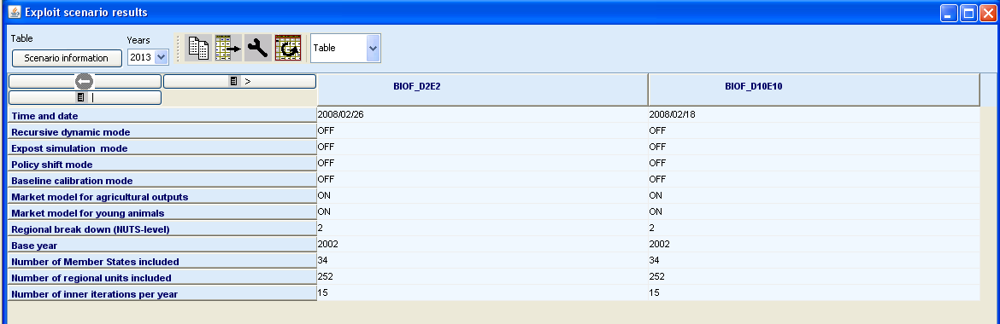 Exploit scenario results
Table
Years
Scenario information
2013
Table
>
BIOF_D2E2 BIOF_D10E10
Time and date 2008/02/26 2008/02/18
Recursive dynamic mode OFF OFF
Expost simulation mode OFF OFF
Policy shift mode OFF OFF
Baseline calibration mode OFF OFF
Market model for agricultural outputs ON ON
Market model for young animals ON ON
Regional break down (NUTS-level) 2 2
Base year 2002 2002
Number of Member States included 34 34
Number of regional units included 252 252
Number of inner iterations per year 15 15